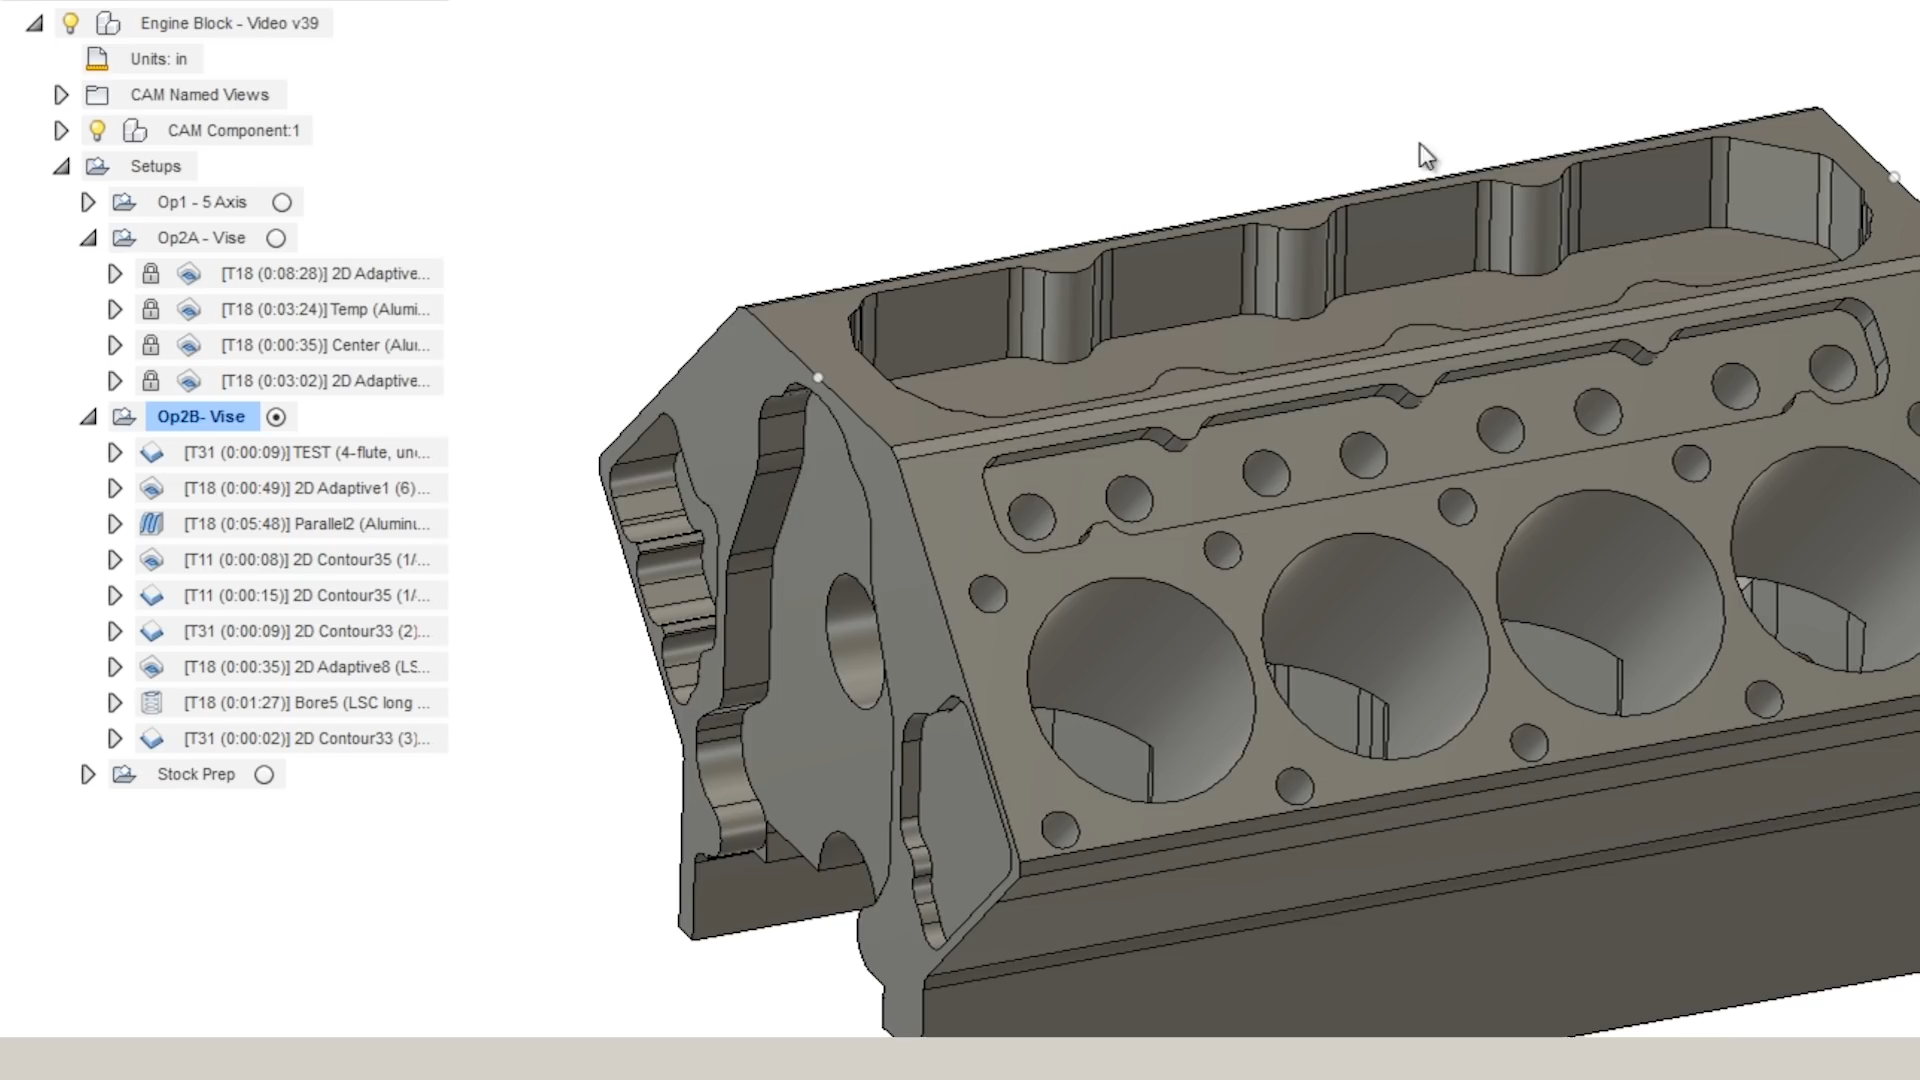 Engine Block - Video v39
Units: in
CAM Named Views
CAM Component:1
Setups
Op1 - 5 Axis
Op2A - Vise
[T18 (0:08:28)] 2D Adaptive...
[T18 (0:03:24)] Temp (Alumi...
[T18 (0:00:35)] Center (Alu...
[T18 (0:03:02)] 2D Adaptive...
Op2B- Vise
[T31 (0:00:09)] TEST (4-flute, un...
[T18 (0:00:49)] 2D Adaptive1 (6)...
[T18 (0:05:48)] Parallel2 (Alumin...
[T11 (0:00:08)] 2D Contour35 (1/...
[T11 (0:00:15)] 2D Contour35 (1/...
[T31 (0:00:09)] 2D Contour33 (2)...
[T18 (0:00:35)] 2D Adaptive8 (LS...
[T18 (0:01:27)] Bore5 (LSC long ...
[T31 (0:00:02)] 2D Contour33 (3)...
Stock Prep